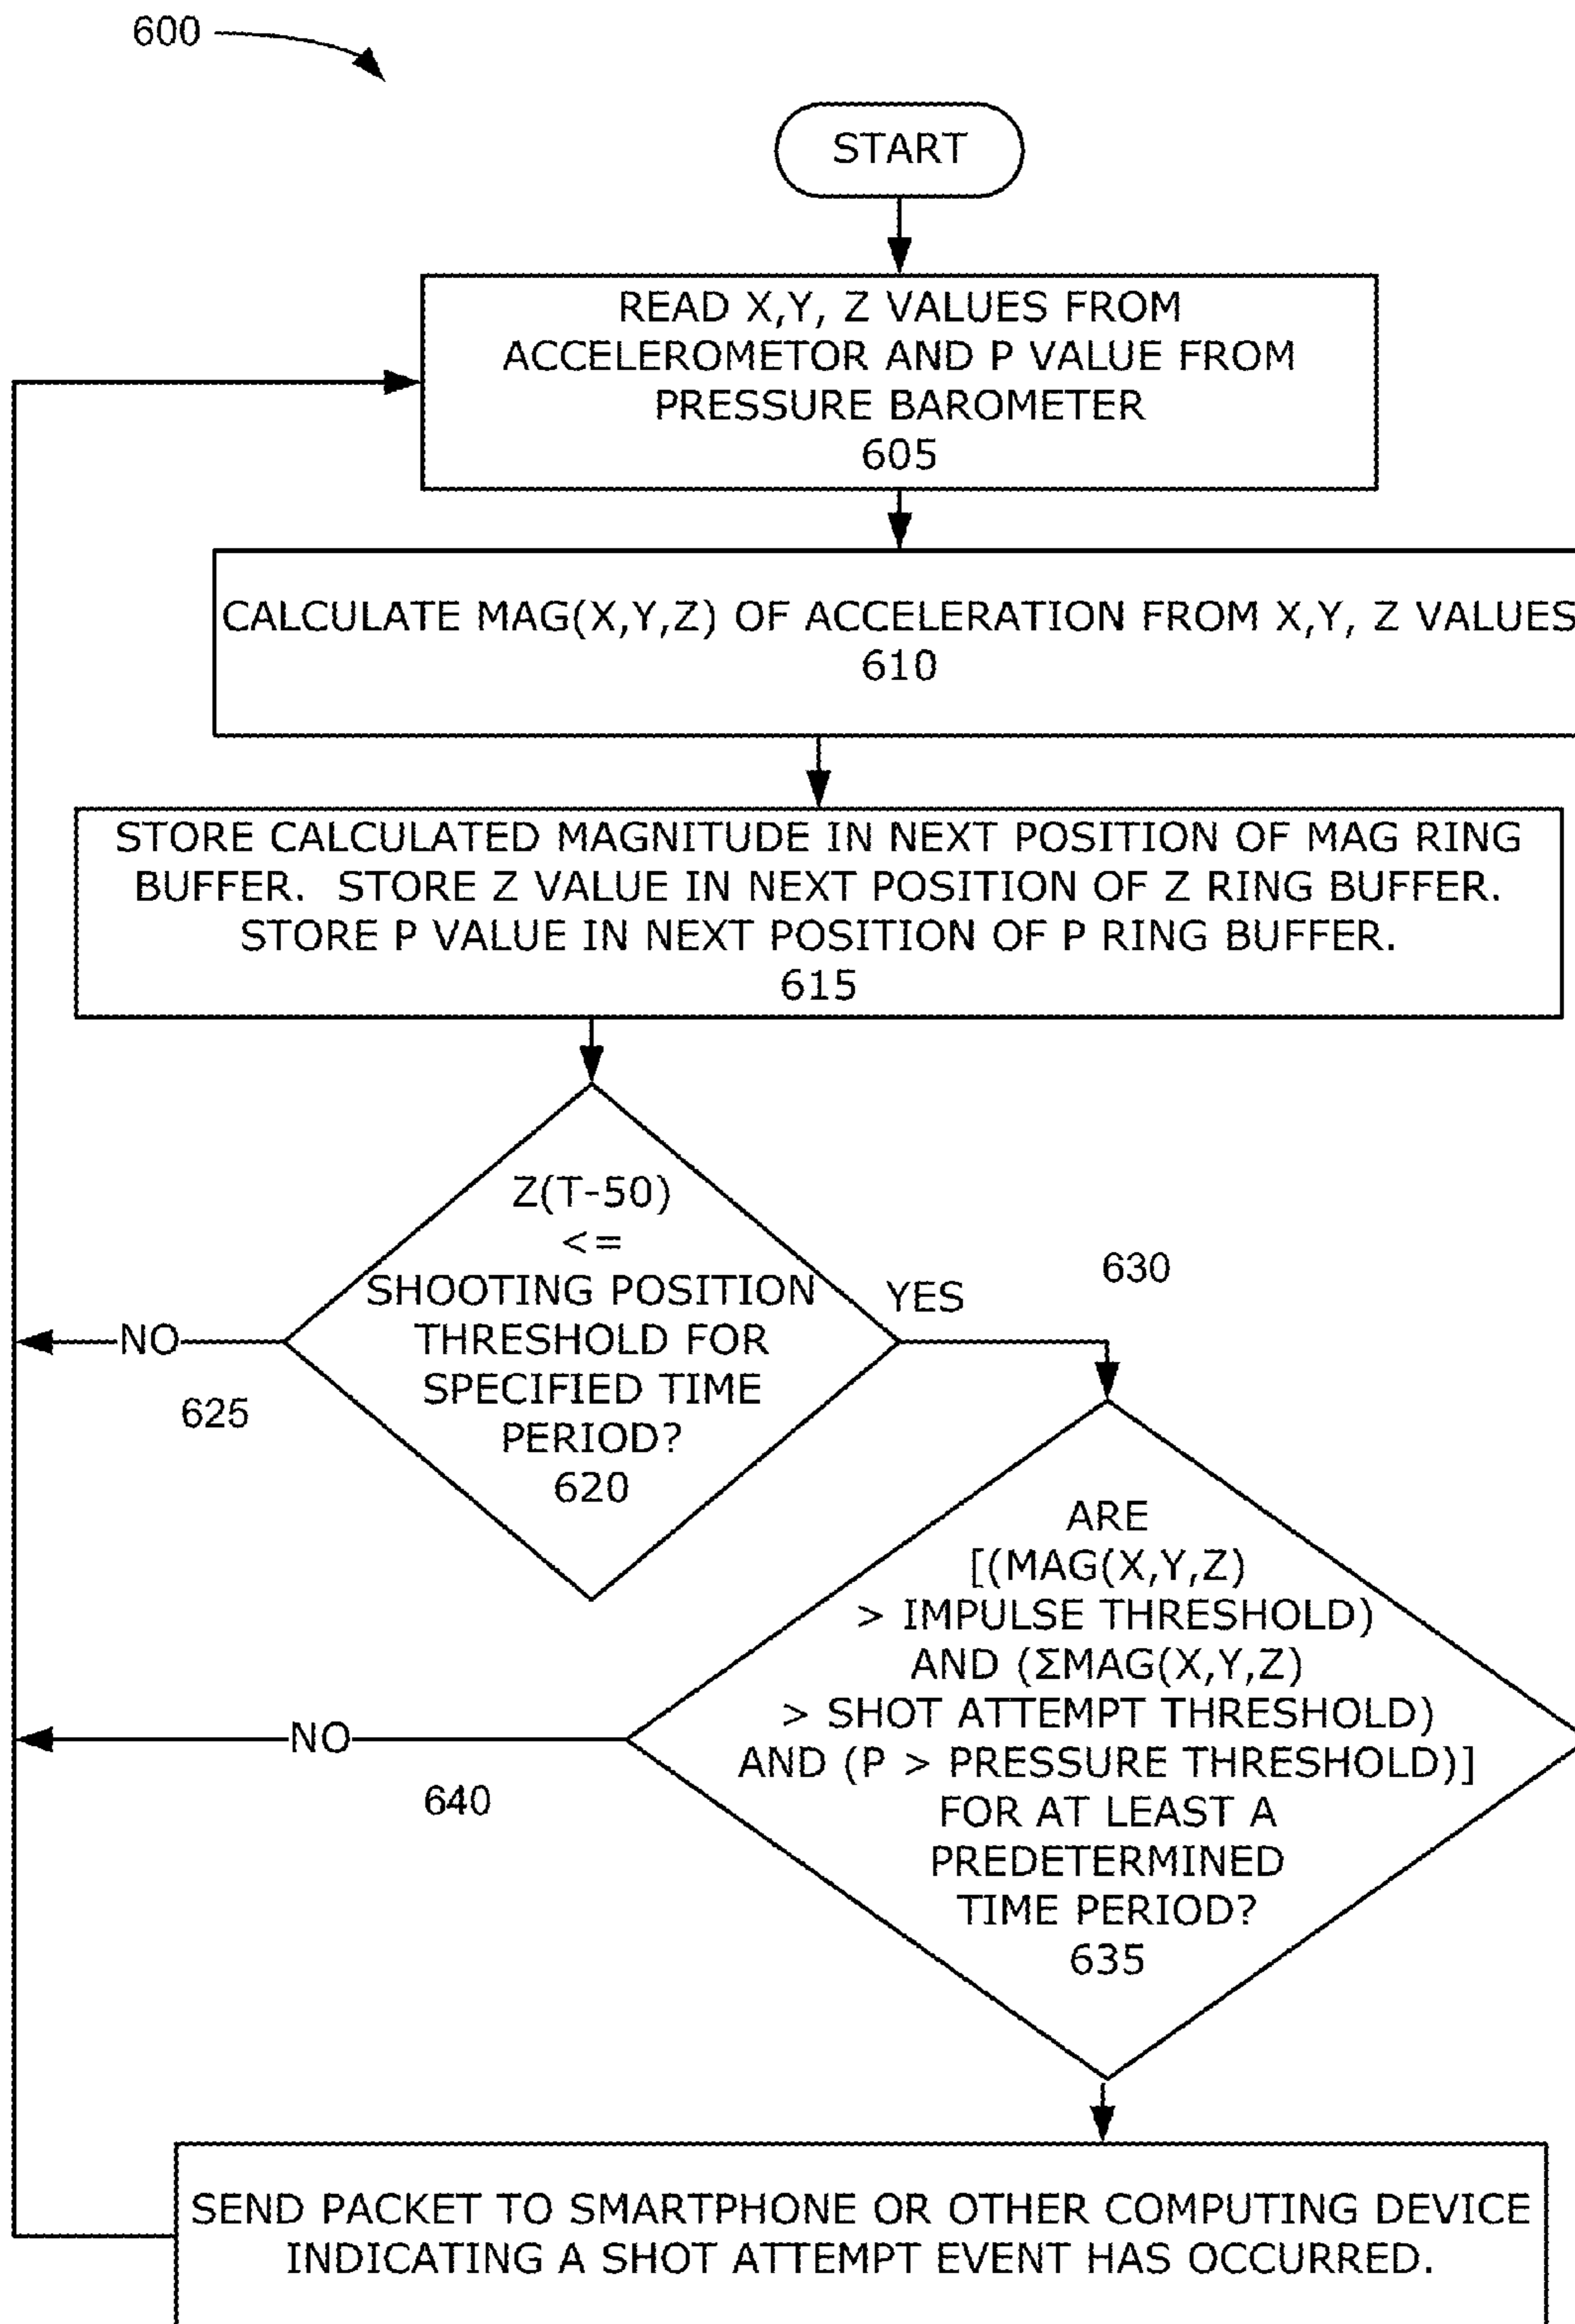 600
START
READ X,Y, Z VALUES FROM
ACCELEROMETOR AND P VALUE FROM
PRESSURE BAROMETER
605
CALCULATE MAG(X,Y,Z) OF ACCELERATION FROM X,Y, Z VALUES
610
STORE CALCULATED MAGNITUDE IN NEXT POSITION OF MAG RING
BUFFER. STORE Z VALUE IN NEXT POSITION OF Z RING BUFFER.
STORE P VALUE IN NEXT POSITION OF P RING BUFFER.
615
Z(T-50)
<=
SHOOTING POSITION
THRESHOLD FOR
SPECIFIED TIME
PERIOD?
620
NO
625
YES
630
ARE
[(MAG(X,Y,Z)
> IMPULSE THRESHOLD)
AND (ΣMAG(X,Y,Z)
> SHOT ATTEMPT THRESHOLD)
AND (P > PRESSURE THRESHOLD)]
FOR AT LEAST A
PREDETERMINED
TIME PERIOD?
635
NO
640
SEND PACKET TO SMARTPHONE OR OTHER COMPUTING DEVICE
INDICATING A SHOT ATTEMPT EVENT HAS OCCURRED.